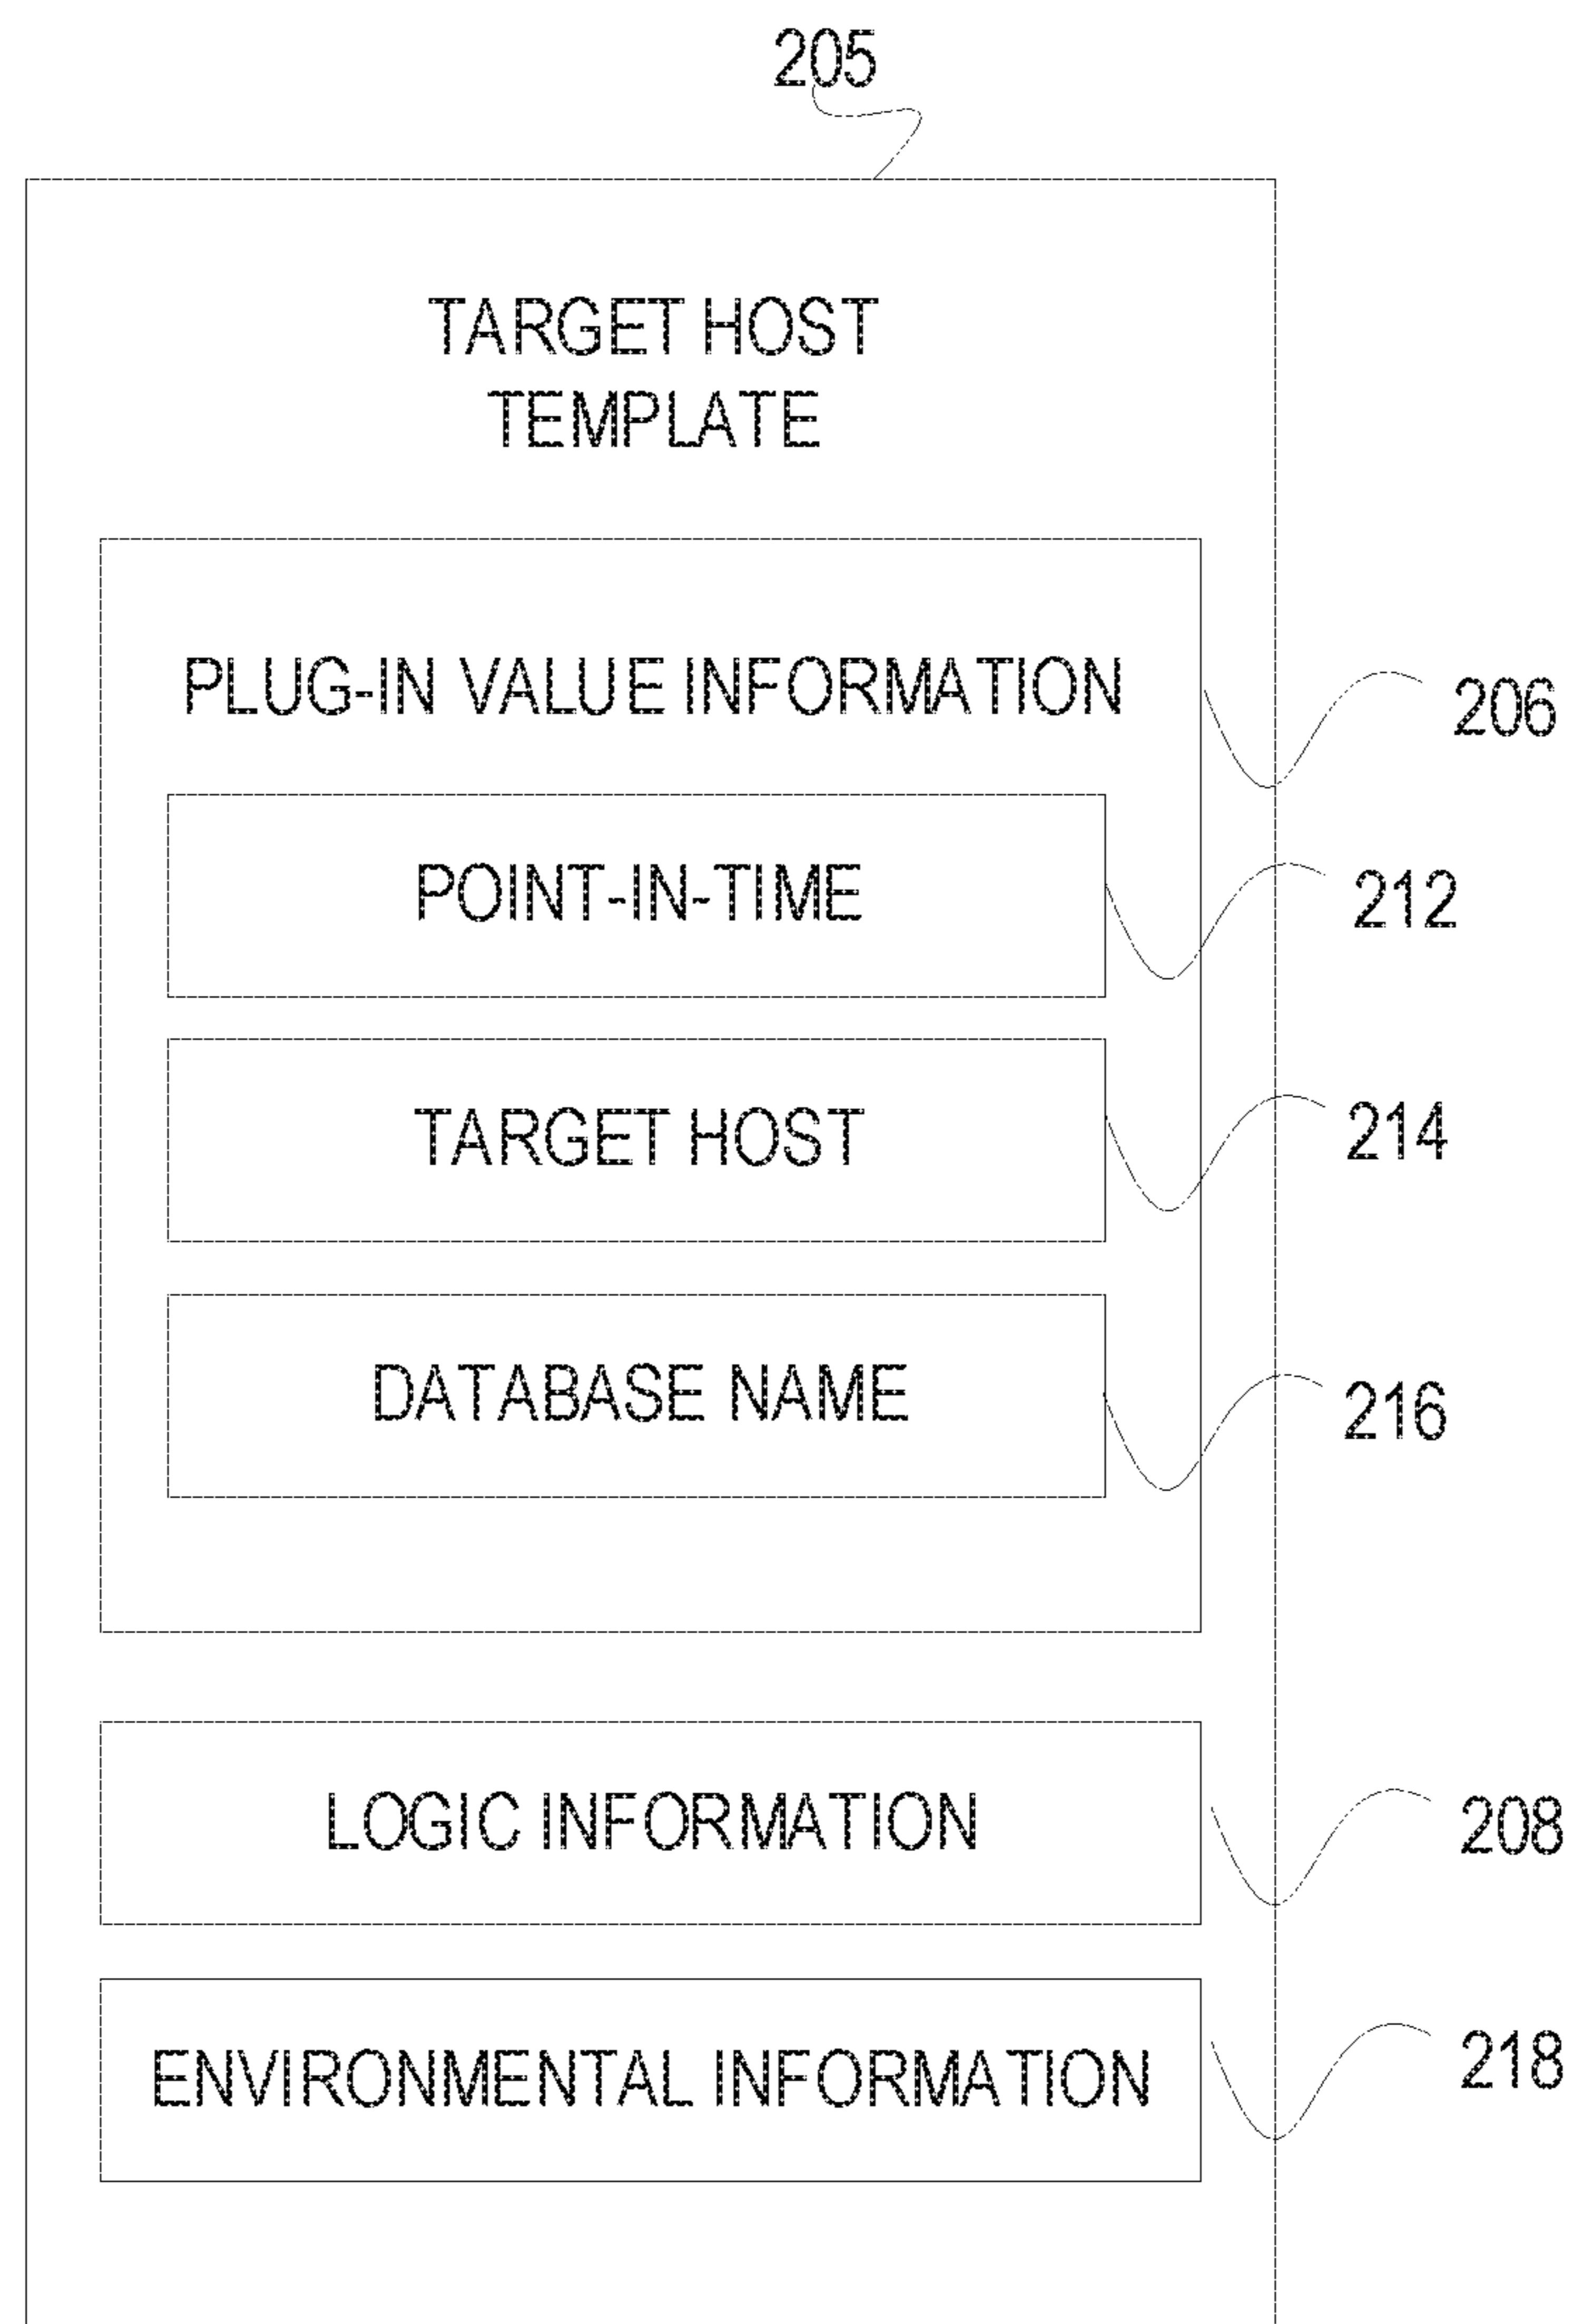 205
TARGET HOST
TEMPLATE
PLUG-IN VALUE INFORMATION
206
POINT-IN-TIME
212
TARGET HOST
214
DATABASE NAME
216
LOGIC INFORMATION
208
ENVIRONMENTAL INFORMATION
218